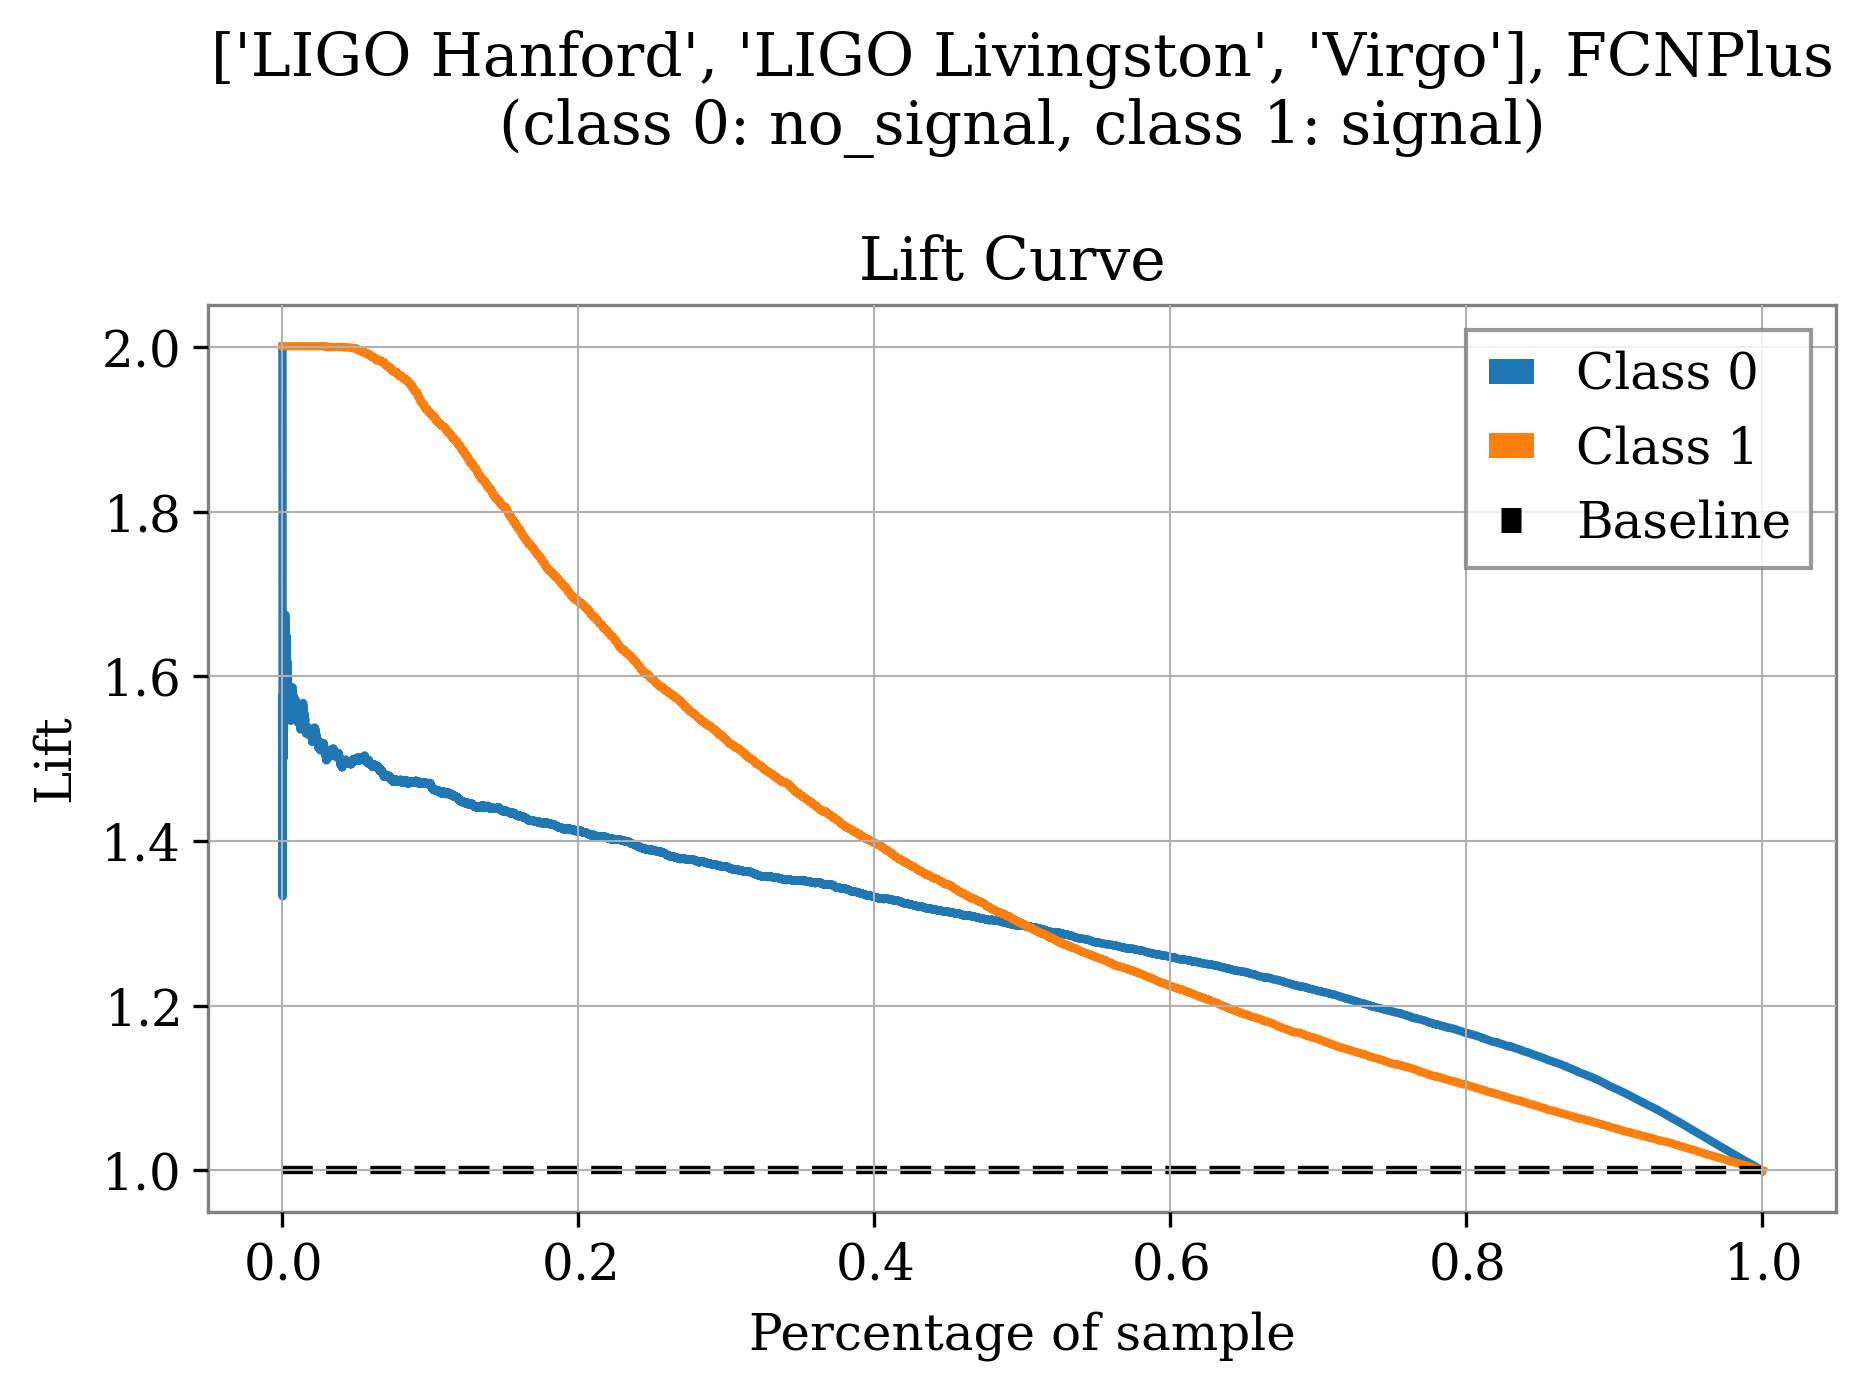 ['LIGO Hanford', 'LIGO Livingston', 'Virgo'], FCNPlus
(class 0: no_signal, class 1: signal)
Lift Curve
2.0
1.8
1.6
1.4
1.2
1.0
Lift
Class 0
Class 1
Baseline
0.0 0.2 0.4 0.6 0.8 1.0
Percentage of sample